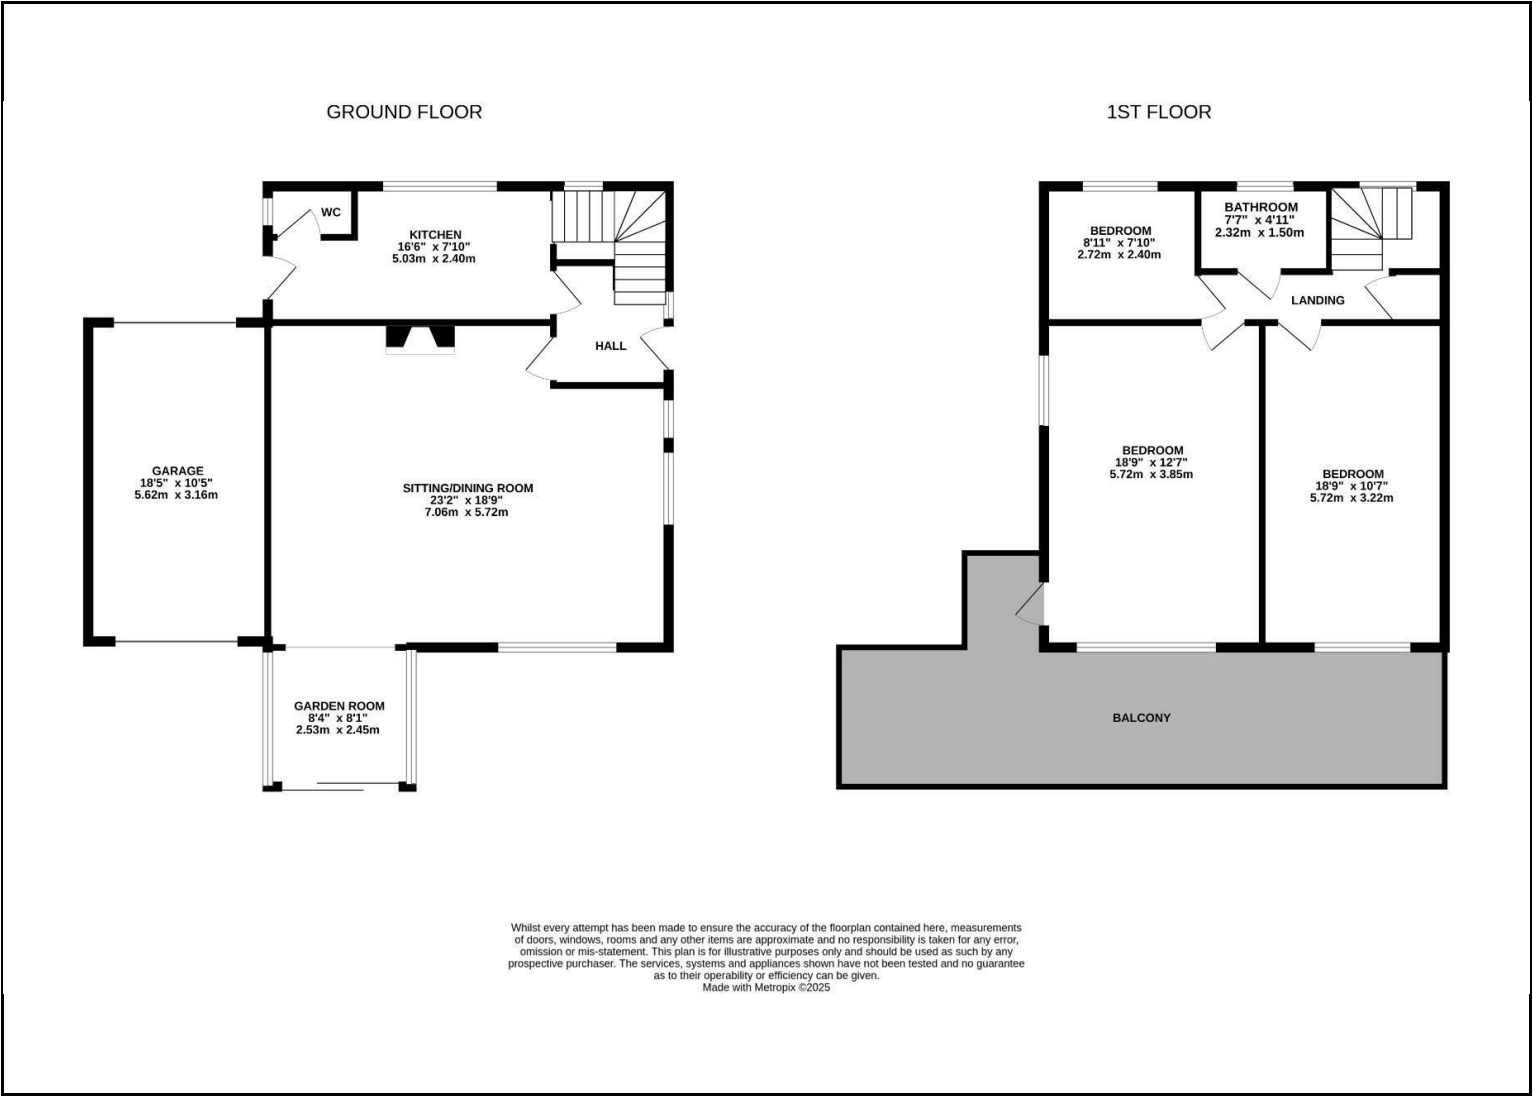 GROUND FLOOR
1ST FLOOR
WC
KITCHEN
16'6" x 7'10"
5.03m x 2.40m
HALL
GARAGE
18'5" x 10'5"
5.62m x 3.16m
SITTING/DINING ROOM
23'2" x 18'9"
7.06m x 5.72m
GARDEN ROOM
8'4" x 8'1"
2.53m x 2.45m
BEDROOM
8'11" x 7'10"
2.72m x 2.40m
BATHROOM
7'7" x 4'11"
2.32m x 1.50m
LANDING
BEDROOM
18'9" x 12'7"
5.72m x 3.85m
BEDROOM
18'9" x 10'7"
5.72m x 3.22m
BALCONY
Whilst every attempt has been made to ensure the accuracy of the floorplan contained here, measurements
of doors, windows, rooms and any other items are approximate and no responsibility is taken for any error,
omission or mis-statement. This plan is for illustrative purposes only and should be used as such by any
prospective purchaser. The services, systems and appliances shown have not been tested and no guarantee
as to their operability or efficiency can be given.
Made with Metropix ©2025